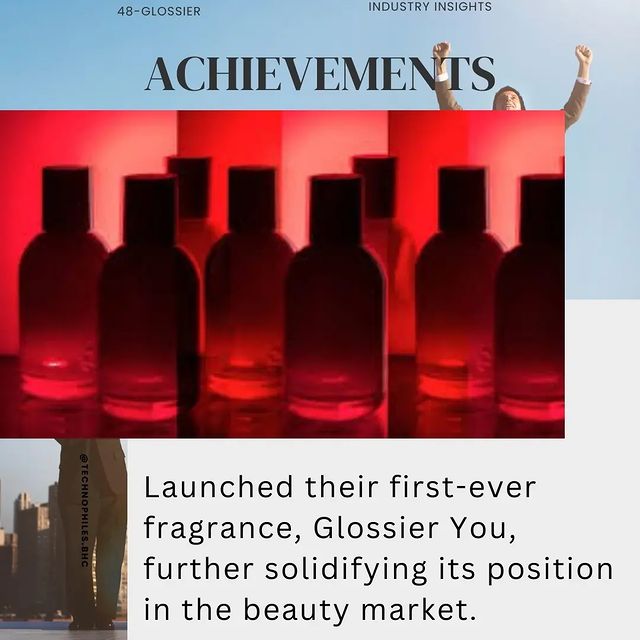 48-GLOSSIER
INDUSTRY INSIGHTS
ACHIEVEMENTS
@TECHNOPHILES.BHC
Launched their first-ever
fragrance, Glossier You,
further solidifying its position
in the beauty market.